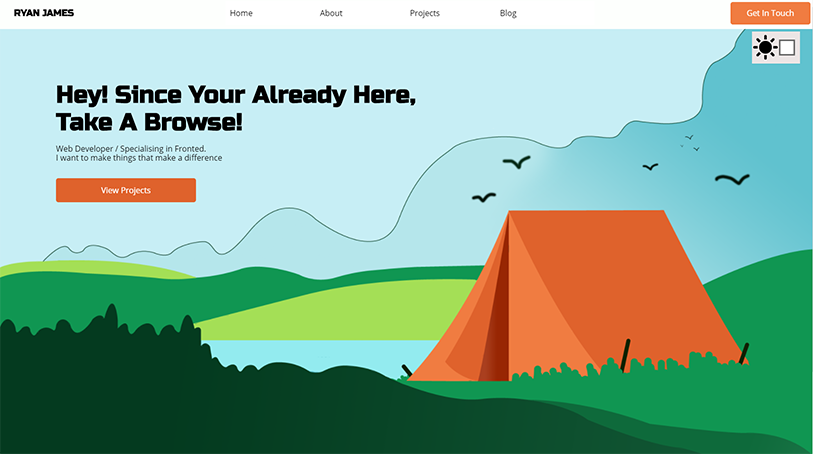 RYAN JAMES
Home
About
Projects
Blog
Get In Touch
Hey! Since Your Already Here,
Take A Browse!
Web Developer / Specialising in Fronted.
I want to make things that make a difference
View Projects